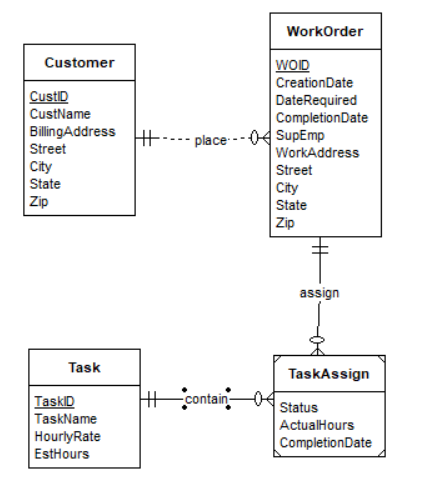 WorkOrder
WOID
CreationDate
DateRequired
CompletionDate
SupEmp
WorkAddress
Street
City
State
Zip
Customer
CustID
CustName
BillingAddress
Street
City
State
Zip
place
assign
Task
TaskID
TaskName
HourlyRate
EstHours
contain
TaskAssign
Status
ActualHours
CompletionDate